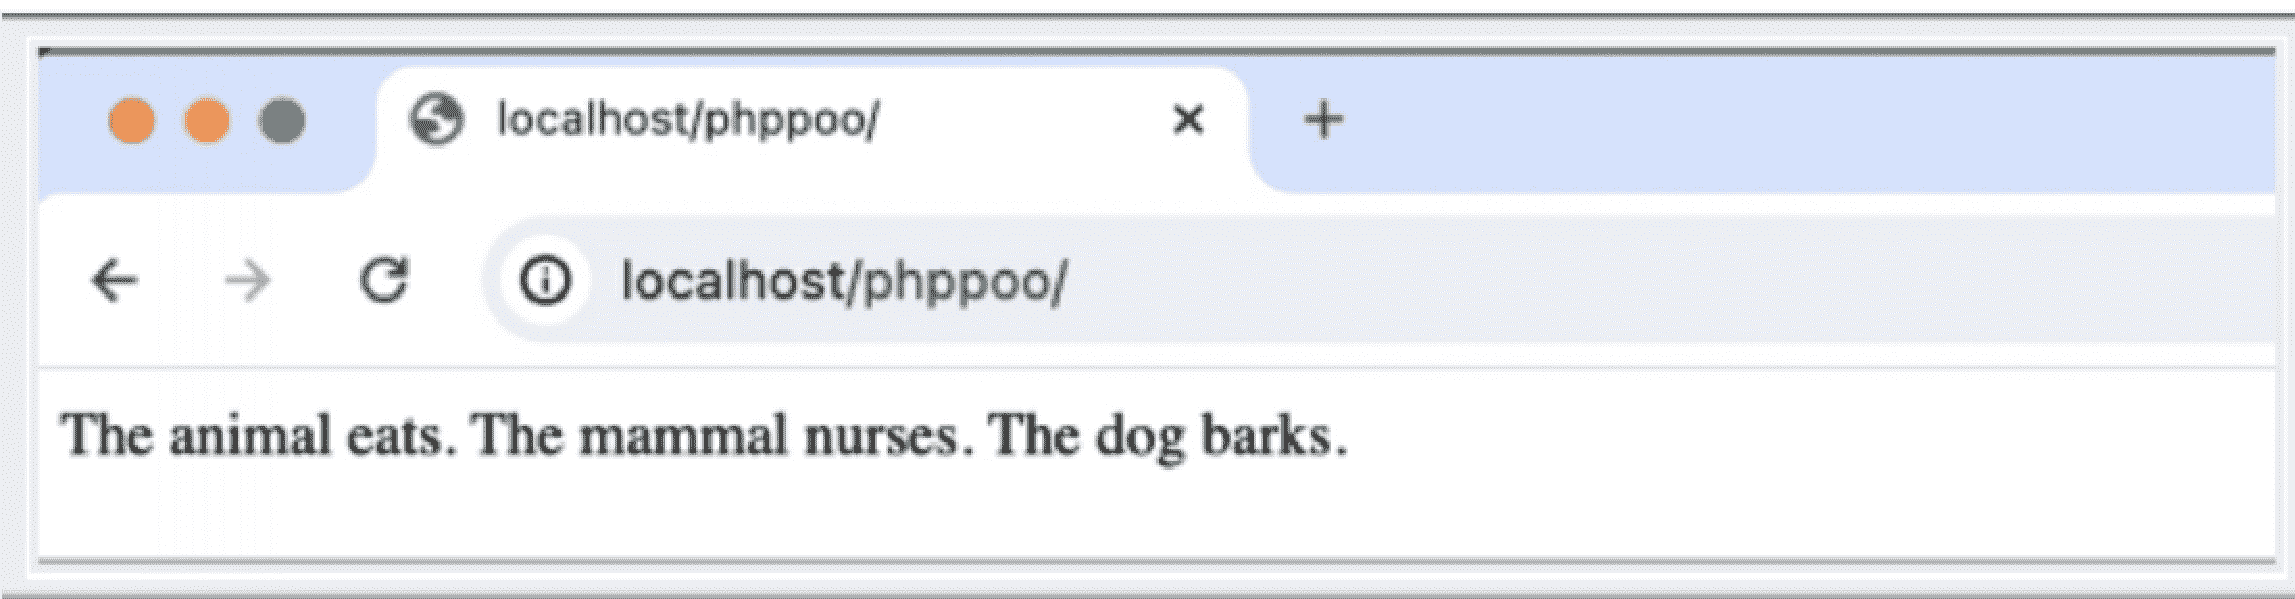 localhost/phppoo/
localhost/phppoo/
The animal eats. The mammal nurses. The dog barks.